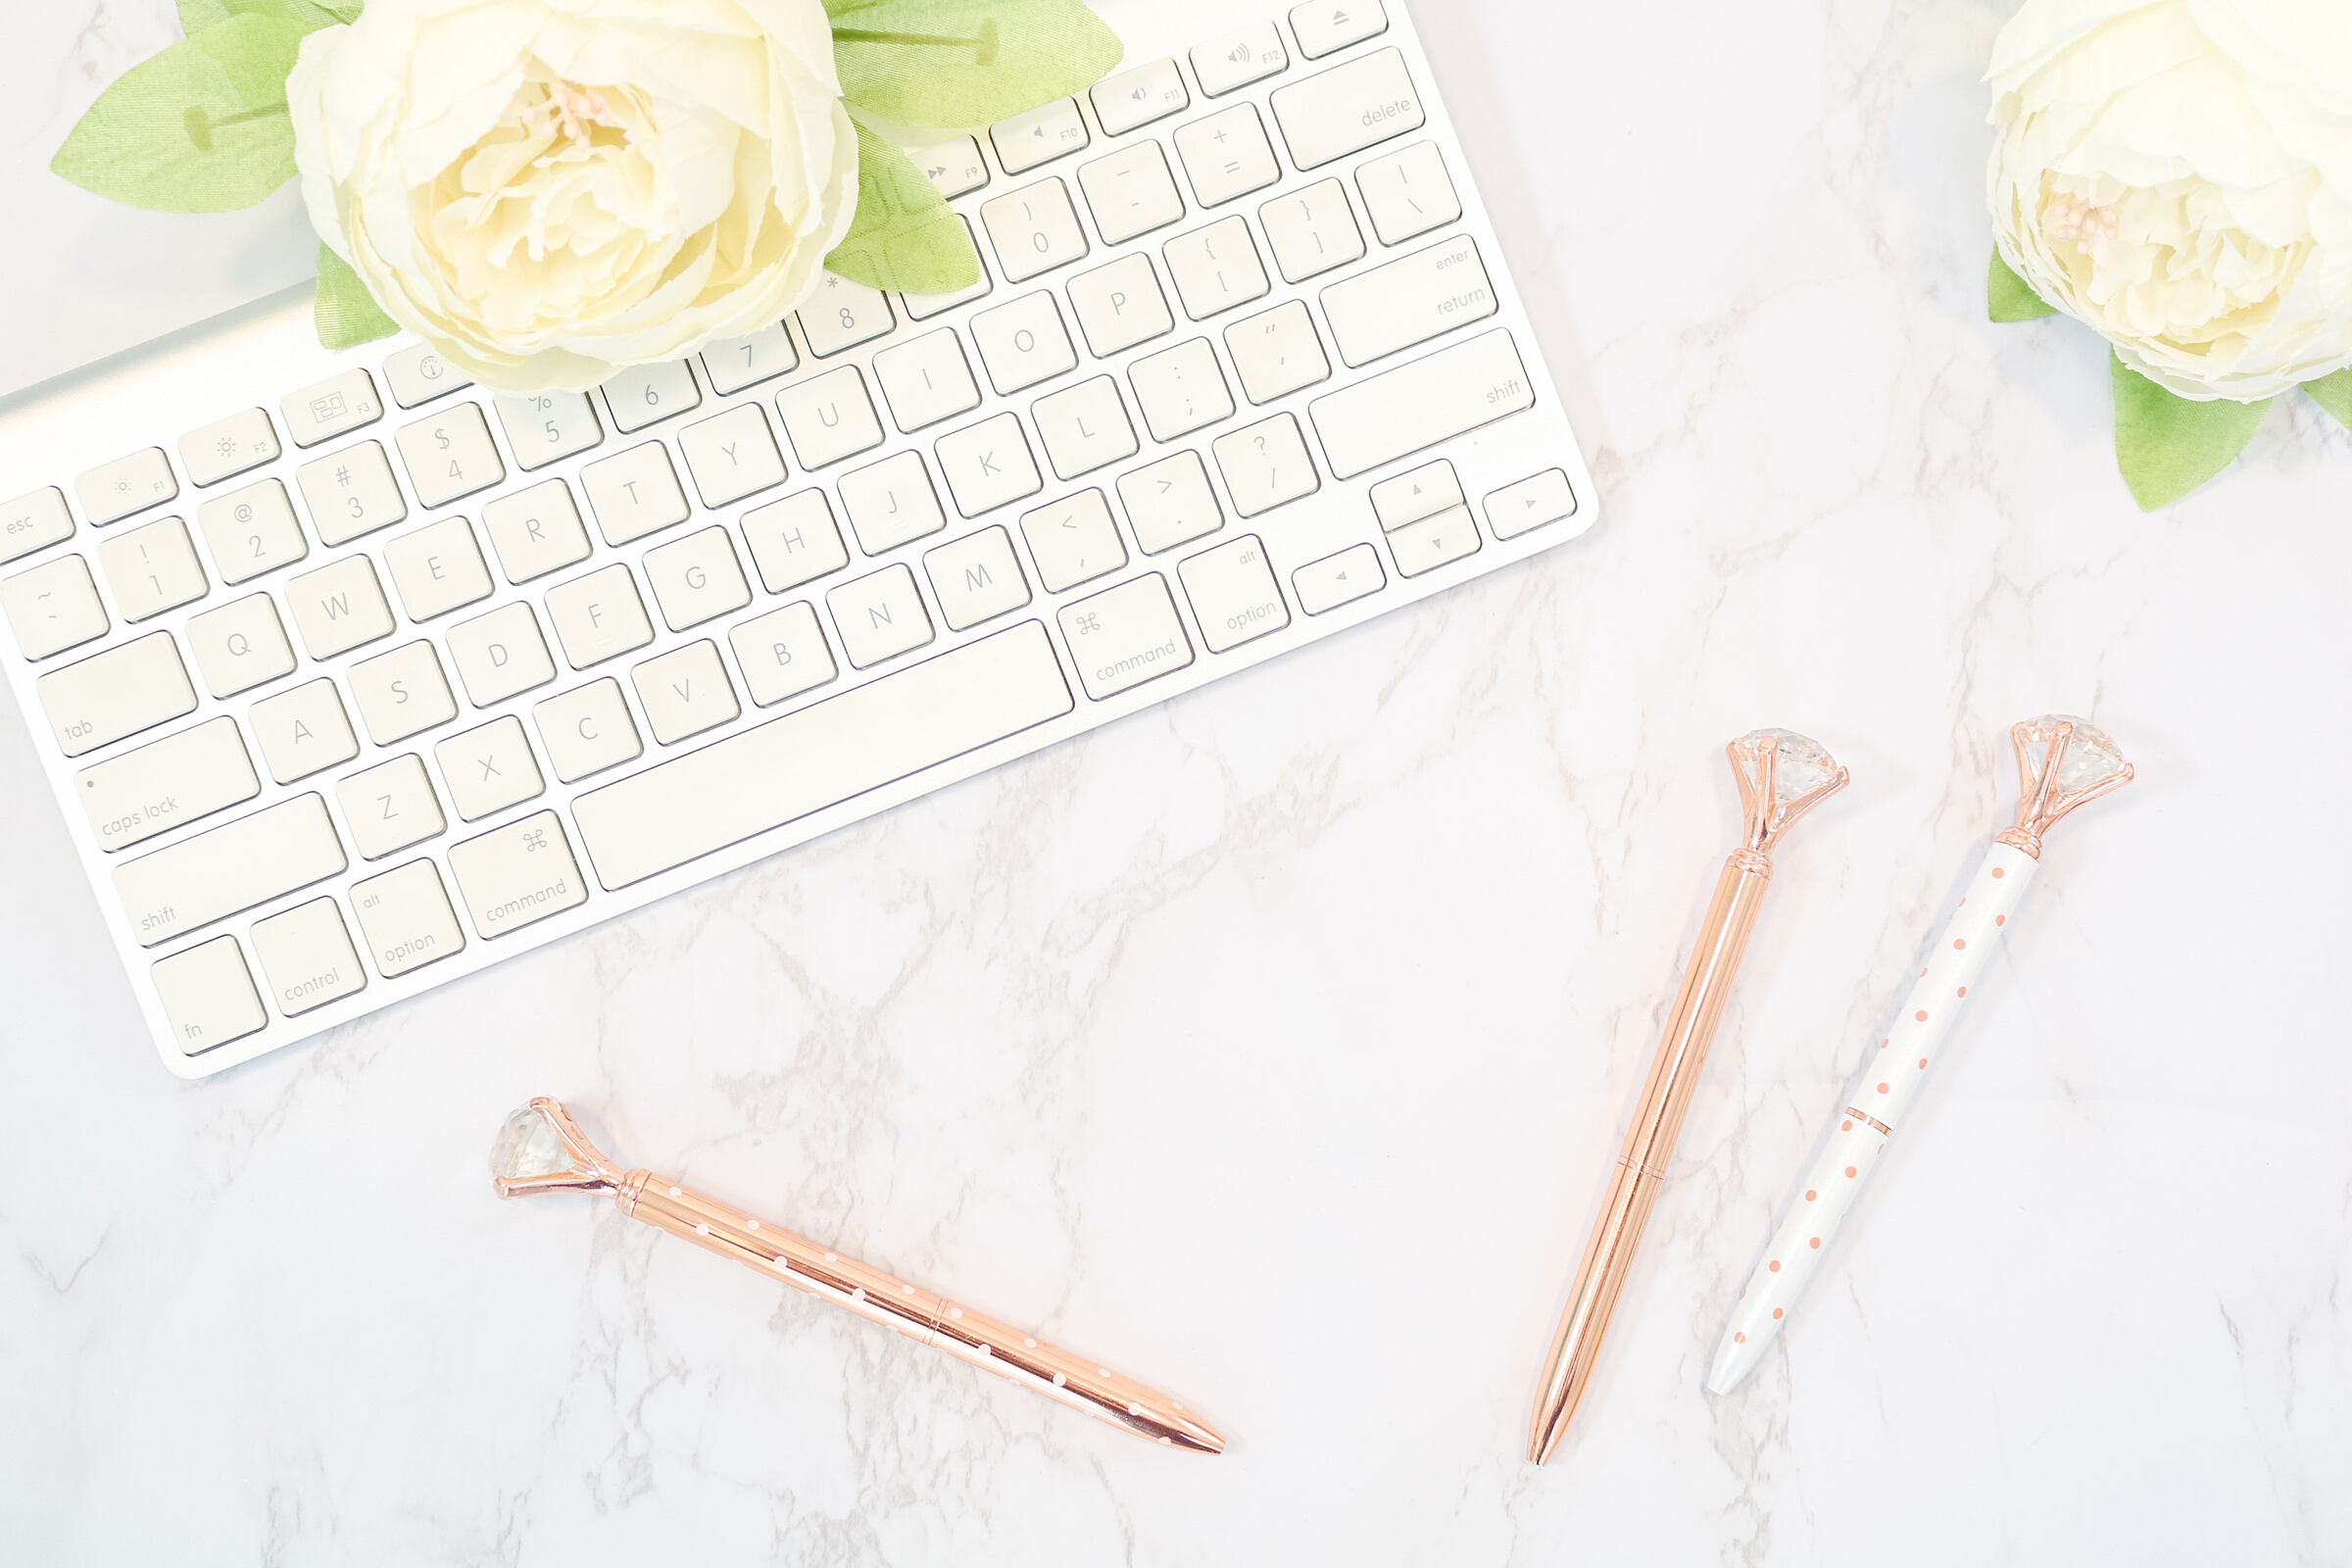 esc F1 F2 F3 F9 F10 F11 F12
~ ` ! 1 @ 2 # 3 $ 4 % 5 6 7 * 8 ) 0 _ - + = delete
tab Q W E R T Y U I O P { [ } ] | \
caps lock A S D F G H J K L : ; " ' enter return
shift Z X C V B N M < , > . ? / shift
fn control alt option ⌘ command ⌘ command alt option